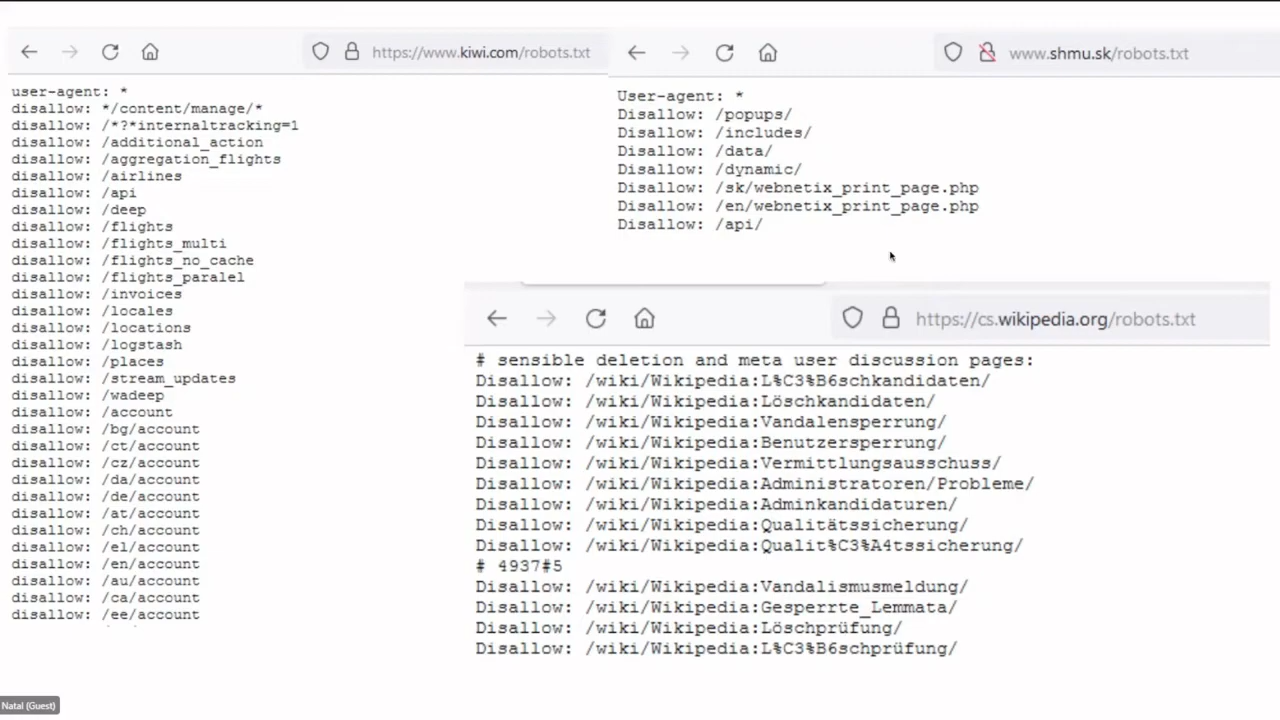 https://www.kiwi.com/robots.txt
user-agent: *
disallow: */content/manage/*
disallow: /*?*internaltracking=1
disallow: /additional_action
disallow: /aggregation_flights
disallow: /airlines
disallow: /api
disallow: /deep
disallow: /flights
disallow: /flights_multi
disallow: /flights_no_cache
disallow: /flights_paralel
disallow: /invoices
disallow: /locales
disallow: /locations
disallow: /logstash
disallow: /places
disallow: /stream_updates
disallow: /wadeep
disallow: /account
disallow: /bg/account
disallow: /ct/account
disallow: /cz/account
disallow: /da/account
disallow: /de/account
disallow: /at/account
disallow: /ch/account
disallow: /el/account
disallow: /en/account
disallow: /au/account
disallow: /ca/account
disallow: /ee/account
www.shmu.sk/robots.txt
User-agent: *
Disallow: /popups/
Disallow: /includes/
Disallow: /data/
Disallow: /dynamic/
Disallow: /sk/webnetix_print_page.php
Disallow: /en/webnetix_print_page.php
Disallow: /api/
https://cs.wikipedia.org/robots.txt
# sensible deletion and meta user discussion pages:
Disallow: /wiki/Wikipedia:L%C3%B6schkandidaten/
Disallow: /wiki/Wikipedia:Löschkandidaten/
Disallow: /wiki/Wikipedia:Vandalensperrung/
Disallow: /wiki/Wikipedia:Benutzersperrung/
Disallow: /wiki/Wikipedia:Vermittlungsausschuss/
Disallow: /wiki/Wikipedia:Administratoren/Probleme/
Disallow: /wiki/Wikipedia:Adminkandidaturen/
Disallow: /wiki/Wikipedia:Qualitätssicherung/
Disallow: /wiki/Wikipedia:Qualit%C3%A4tssicherung/
# 4937#5
Disallow: /wiki/Wikipedia:Vandalismusmeldung/
Disallow: /wiki/Wikipedia:Gesperrte_Lemmata/
Disallow: /wiki/Wikipedia:Löschprüfung/
Disallow: /wiki/Wikipedia:L%C3%B6schprüfung/
Natal (Guest)